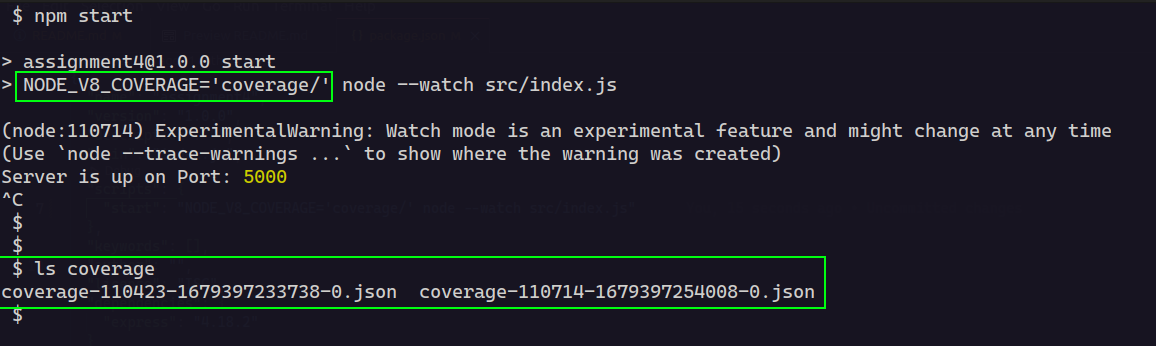 $ npm start
> assignment4@1.0.0 start
> NODE_V8_COVERAGE='coverage/' node --watch src/index.js
(node:110714) ExperimentalWarning: Watch mode is an experimental feature and might change at any time
(Use `node --trace-warnings ...` to show where the warning was created)
Server is up on Port: 5000
^C
$
$
$ ls coverage
coverage-110423-1679397233738-0.json  coverage-110714-1679397254008-0.json
$